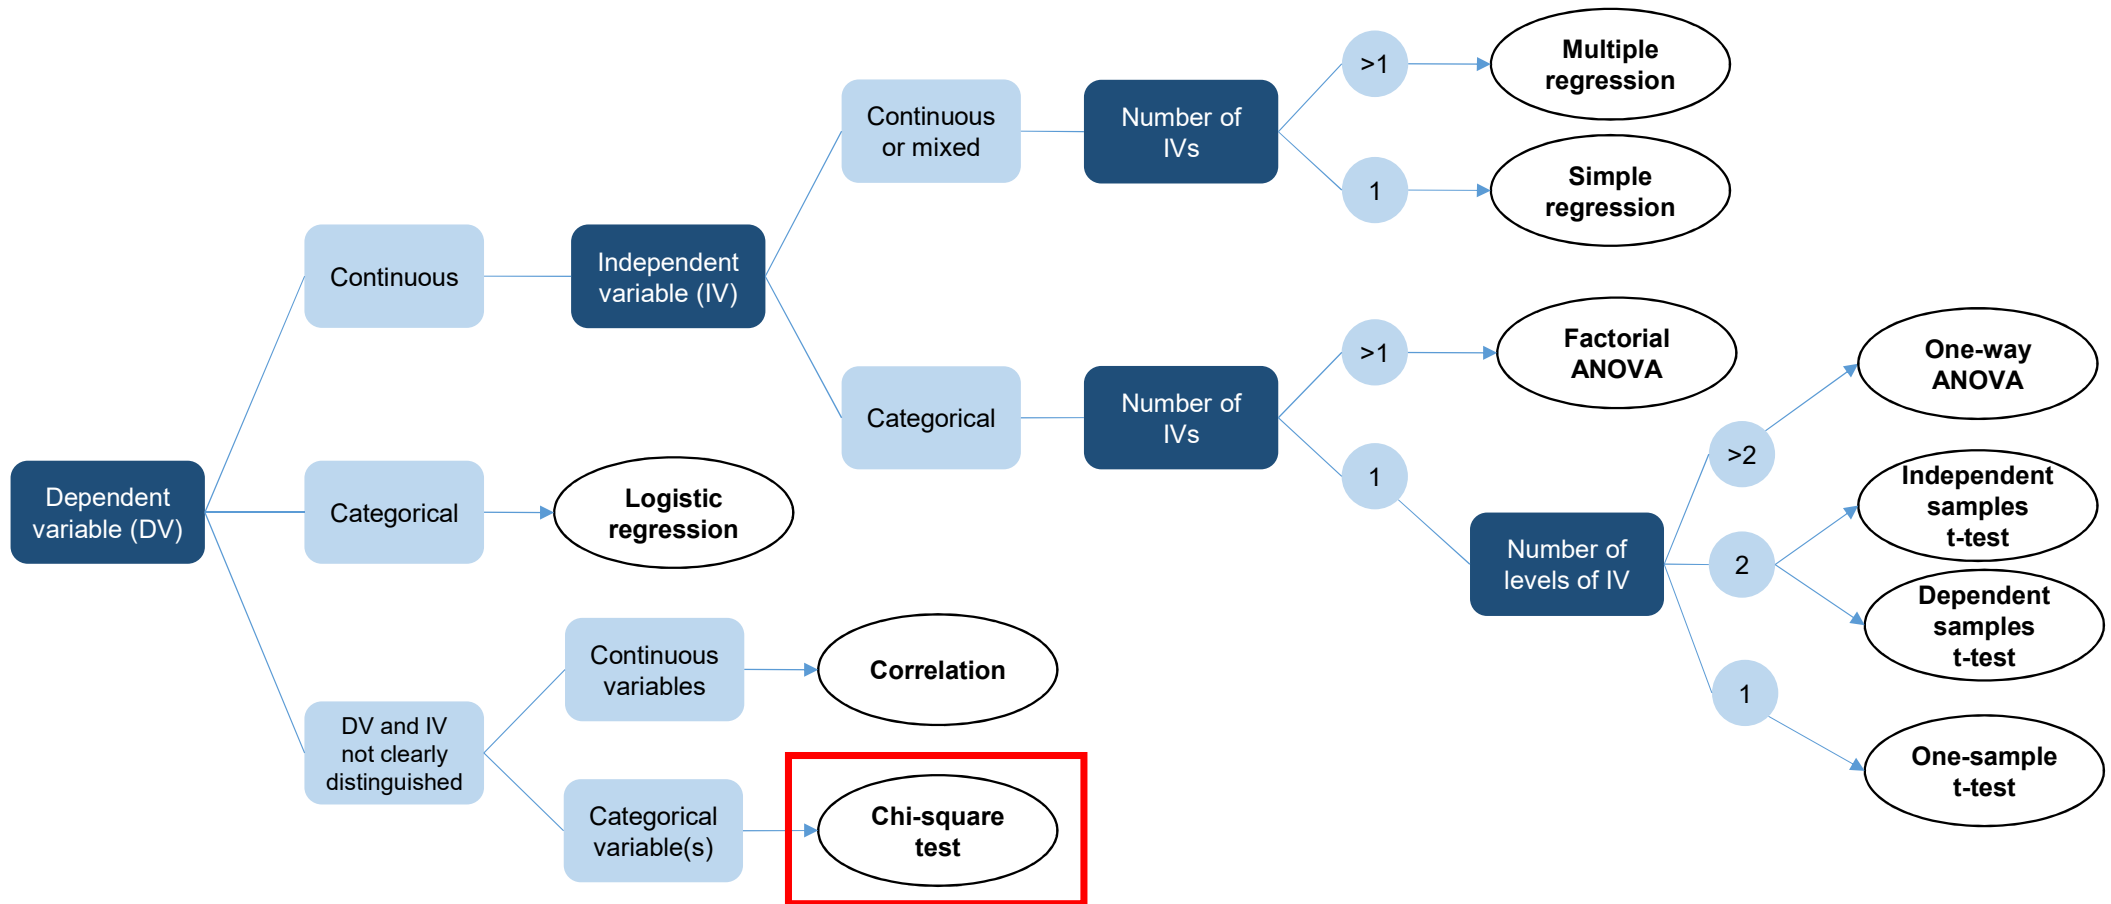 Dependent
variable (DV)
Continuous
Independent
variable (IV)
Continuous
or mixed
Number of
IVs
>1
Multiple
regression
1
Simple
regression
Categorical
Number of
IVs
>1
Factorial
ANOVA
1
Number of
levels of IV
>2
One-way
ANOVA
2
Independent
samples
t-test
Dependent
samples
t-test
1
One-sample
t-test
Categorical
Logistic
regression
DV and IV
not clearly
distinguished
Continuous
variables
Correlation
Categorical
variable(s)
Chi-square
test